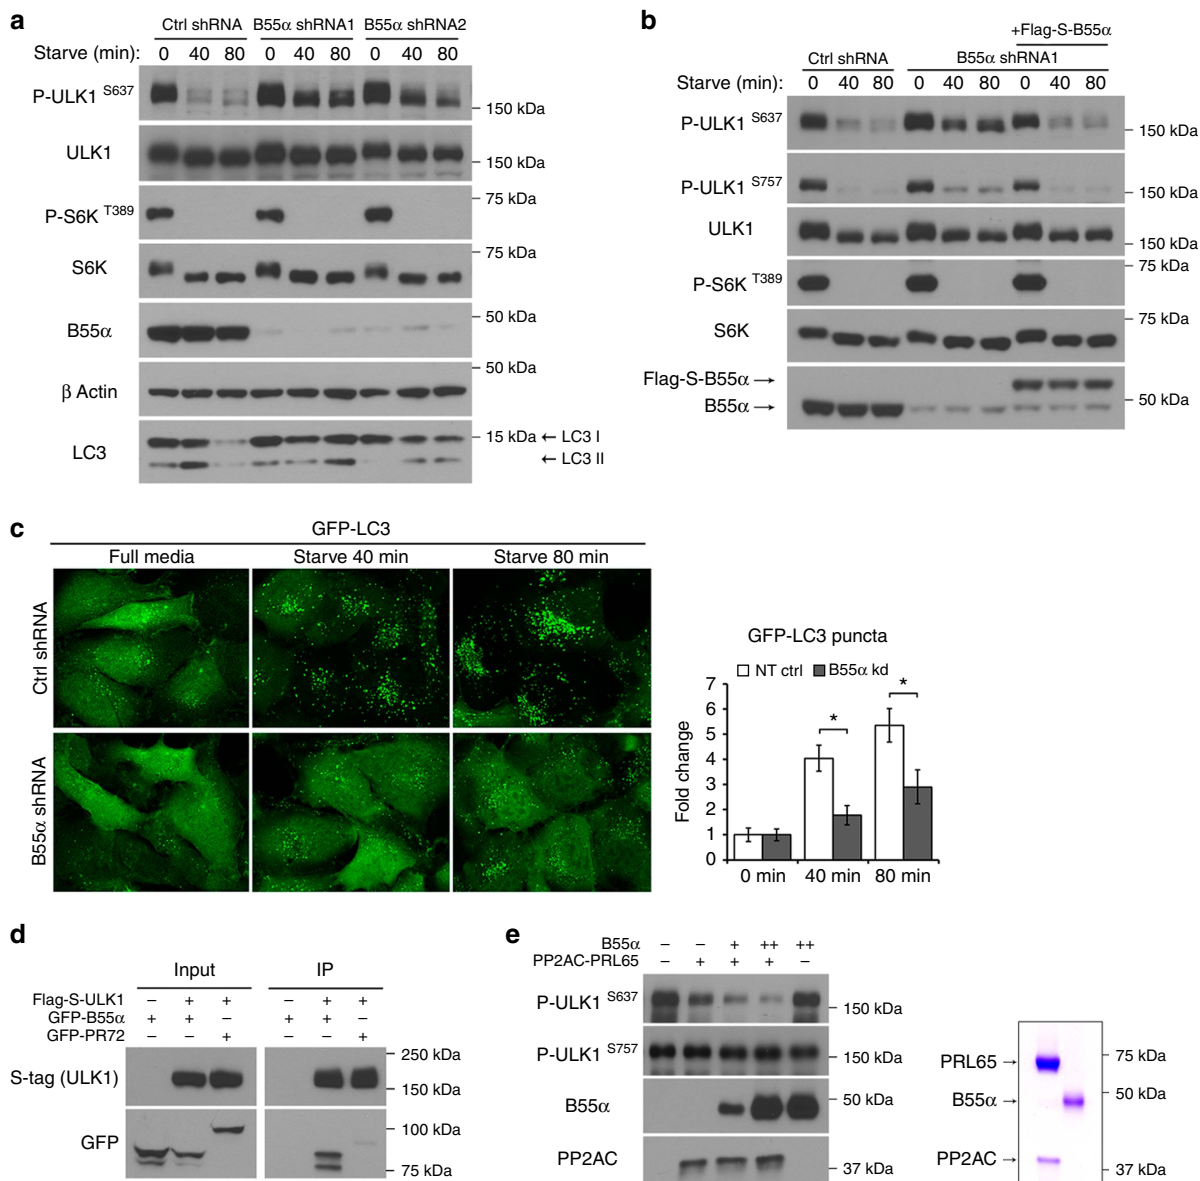 a
Ctrl shRNA B55α shRNA1 B55α shRNA2
Starve (min): 0 40 80 0 40 80 0 40 80
P-ULK1 S637
150 kDa
ULK1
150 kDa
P-S6K T389
75 kDa
S6K
75 kDa
B55α
50 kDa
β Actin
50 kDa
LC3
15 kDa ← LC3 I
← LC3 II
b
+Flag-S-B55α
Ctrl shRNA B55α shRNA1
Starve (min): 0 40 80 0 40 80 0 40 80
P-ULK1 S637
150 kDa
P-ULK1 S757
150 kDa
ULK1
150 kDa
P-S6K T389
75 kDa
S6K
75 kDa
Flag-S-B55α →
B55α →
50 kDa
c
GFP-LC3
Full media Starve 40 min Starve 80 min
Ctrl shRNA
B55α shRNA
GFP-LC3 puncta
NT ctrl B55α kd
Fold change
7
6
5
4
3
2
1
0
* *
0 min 40 min 80 min
d
Input IP
Flag-S-ULK1 – + + – + +
GFP-B55α + + – + + –
GFP-PR72 – – + – – +
S-tag (ULK1)
250 kDa
150 kDa
GFP
100 kDa
75 kDa
e
B55α – – + ++ ++
PP2AC-PRL65 – + + + –
P-ULK1 S637
150 kDa
P-ULK1 S757
150 kDa
B55α
50 kDa
PP2AC
37 kDa
PRL65 →
75 kDa
B55α →
50 kDa
PP2AC →
37 kDa